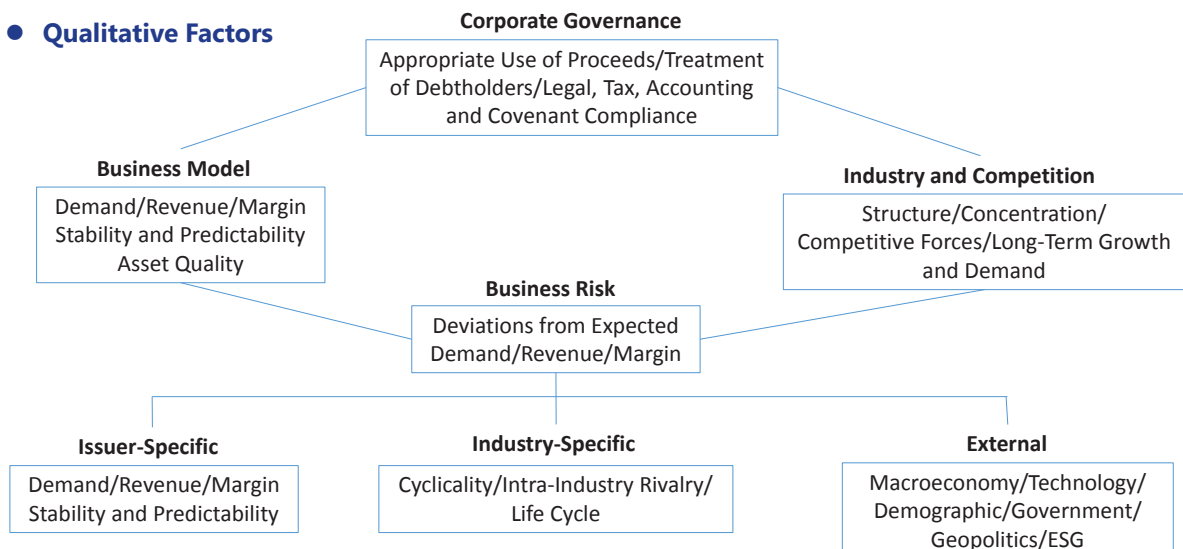 ● Qualitative Factors
Corporate Governance
Appropriate Use of Proceeds/Treatment
of Debtholders/Legal, Tax, Accounting
and Covenant Compliance
Business Model
Demand/Revenue/Margin
Stability and Predictability
Asset Quality
Industry and Competition
Structure/Concentration/
Competitive Forces/Long-Term Growth
and Demand
Business Risk
Deviations from Expected
Demand/Revenue/Margin
Issuer-Specific
Demand/Revenue/Margin
Stability and Predictability
Industry-Specific
Cyclicality/Intra-Industry Rivalry/
Life Cycle
External
Macroeconomy/Technology/
Demographic/Government/
Geopolitics/ESG